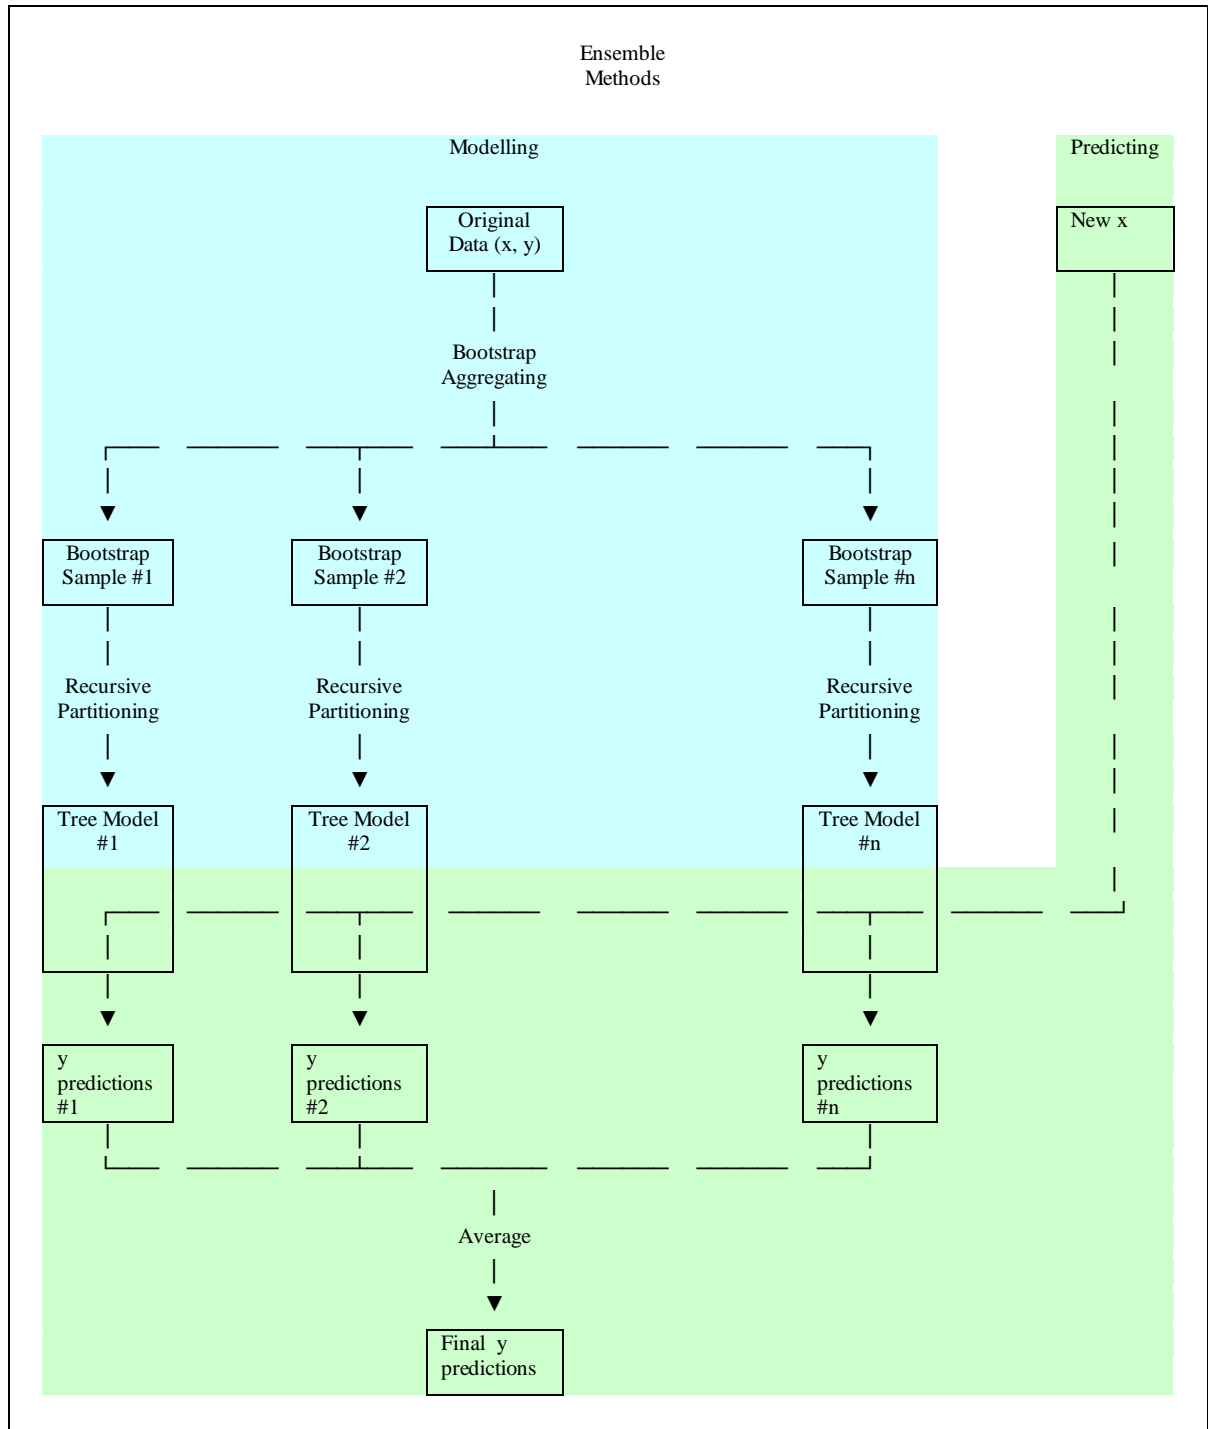 Ensemble
Methods
Modelling
Predicting
Original
Data (x, y)
New x
Bootstrap
Aggregating
Bootstrap
Sample #1
Bootstrap
Sample #2
Bootstrap
Sample #n
Recursive
Partitioning
Recursive
Partitioning
Recursive
Partitioning
Tree Model
#1
Tree Model
#2
Tree Model
#n
y
predictions
#1
y
predictions
#2
y
predictions
#n
Average
Final y
predictions